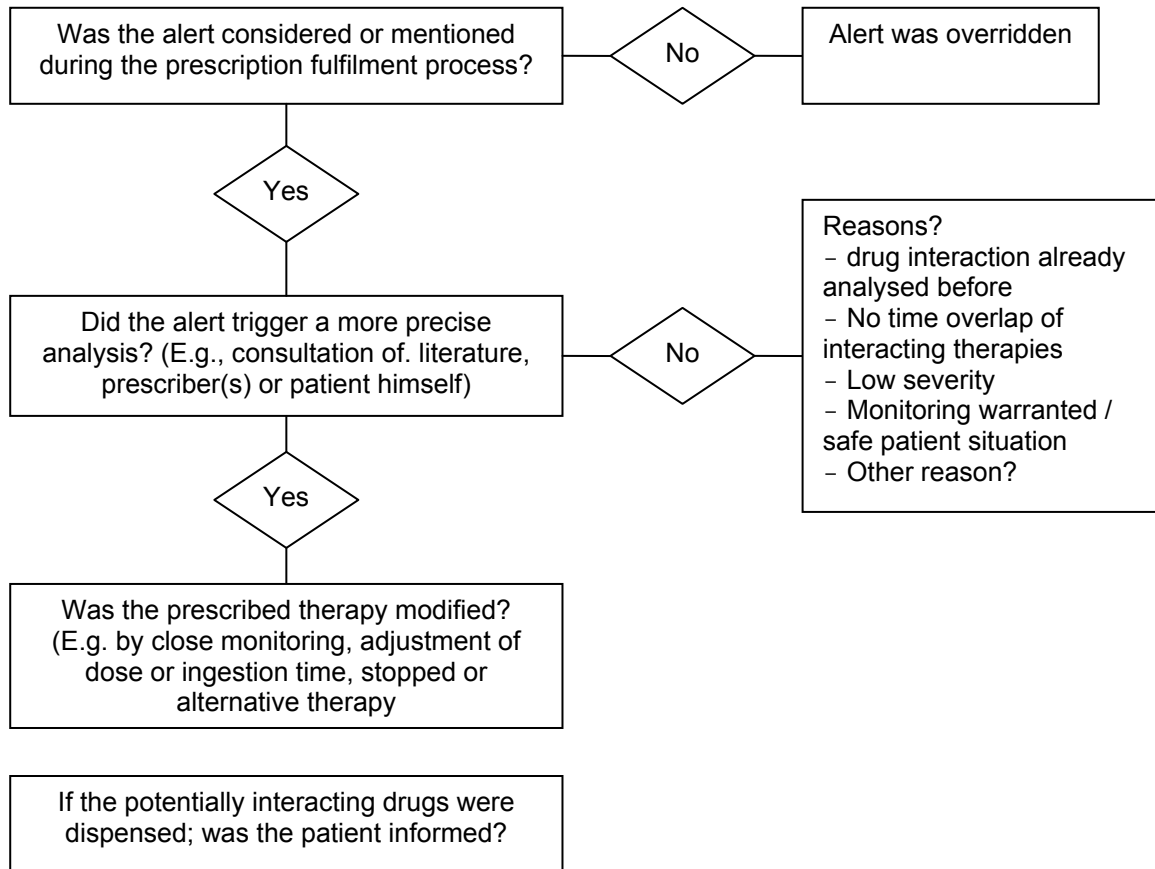 Was the alert considered or mentioned
during the prescription fulfilment process?
No
Alert was overridden
Yes
Did the alert trigger a more precise
analysis? (E.g., consultation of. literature,
prescriber(s) or patient himself)
No
Reasons?
– drug interaction already
analysed before
– No time overlap of
interacting therapies
– Low severity
– Monitoring warranted /
safe patient situation
– Other reason?
Yes
Was the prescribed therapy modified?
(E.g. by close monitoring, adjustment of
dose or ingestion time, stopped or
alternative therapy
If the potentially interacting drugs were
dispensed; was the patient informed?